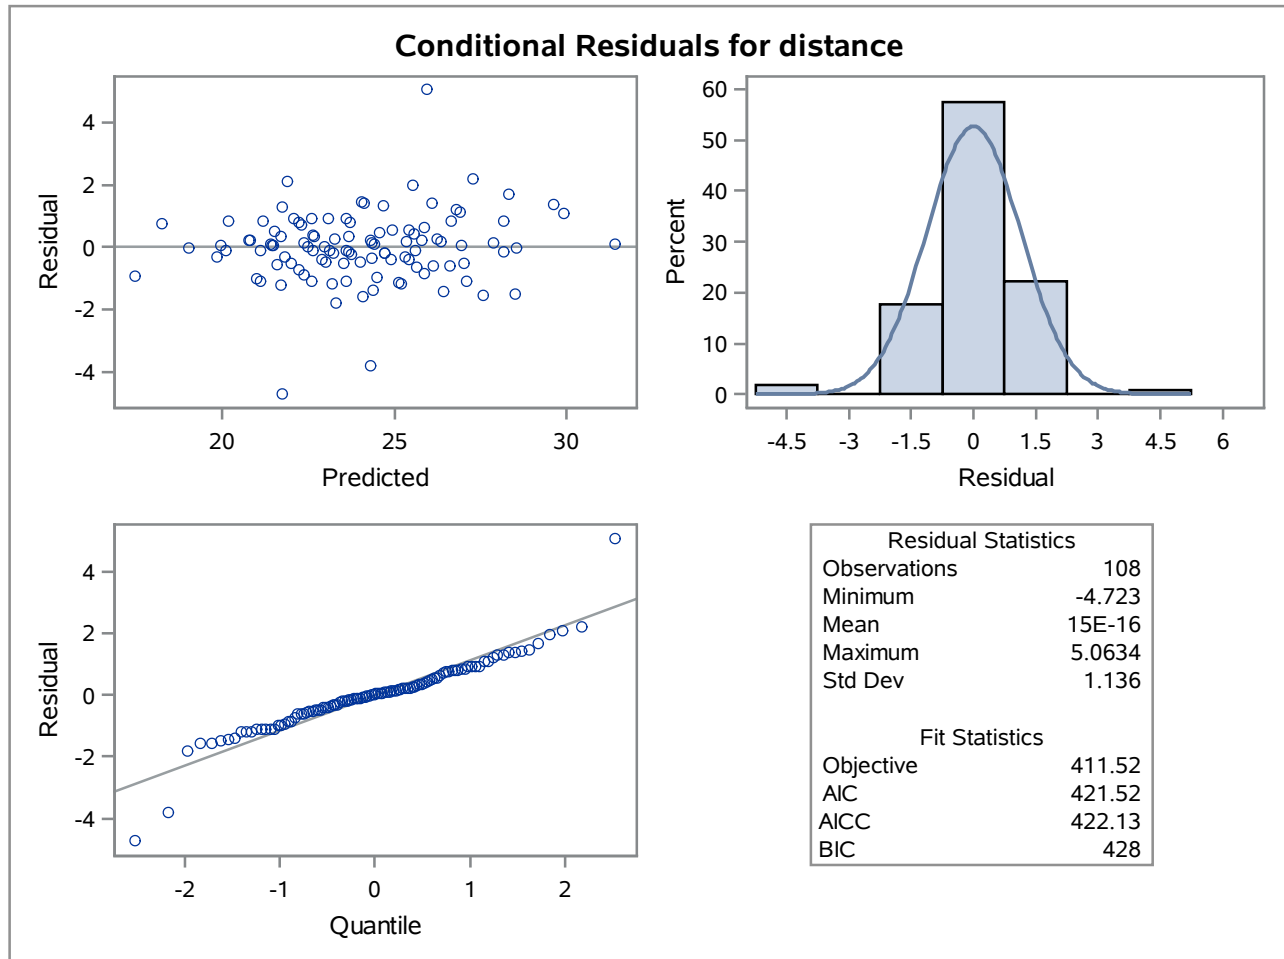 Conditional Residuals for distance
4
2
0
-2
-4
Residual
20 25 30
Predicted
60
50
40
30
20
10
0
Percent
-4.5 -3 -1.5 0 1.5 3 4.5 6
Residual
4
2
0
-2
-4
Residual
-2 -1 0 1 2
Quantile
Residual Statistics
Observations 108
Minimum -4.723
Mean 15E-16
Maximum 5.0634
Std Dev 1.136
Fit Statistics
Objective 411.52
AIC 421.52
AICC 422.13
BIC 428